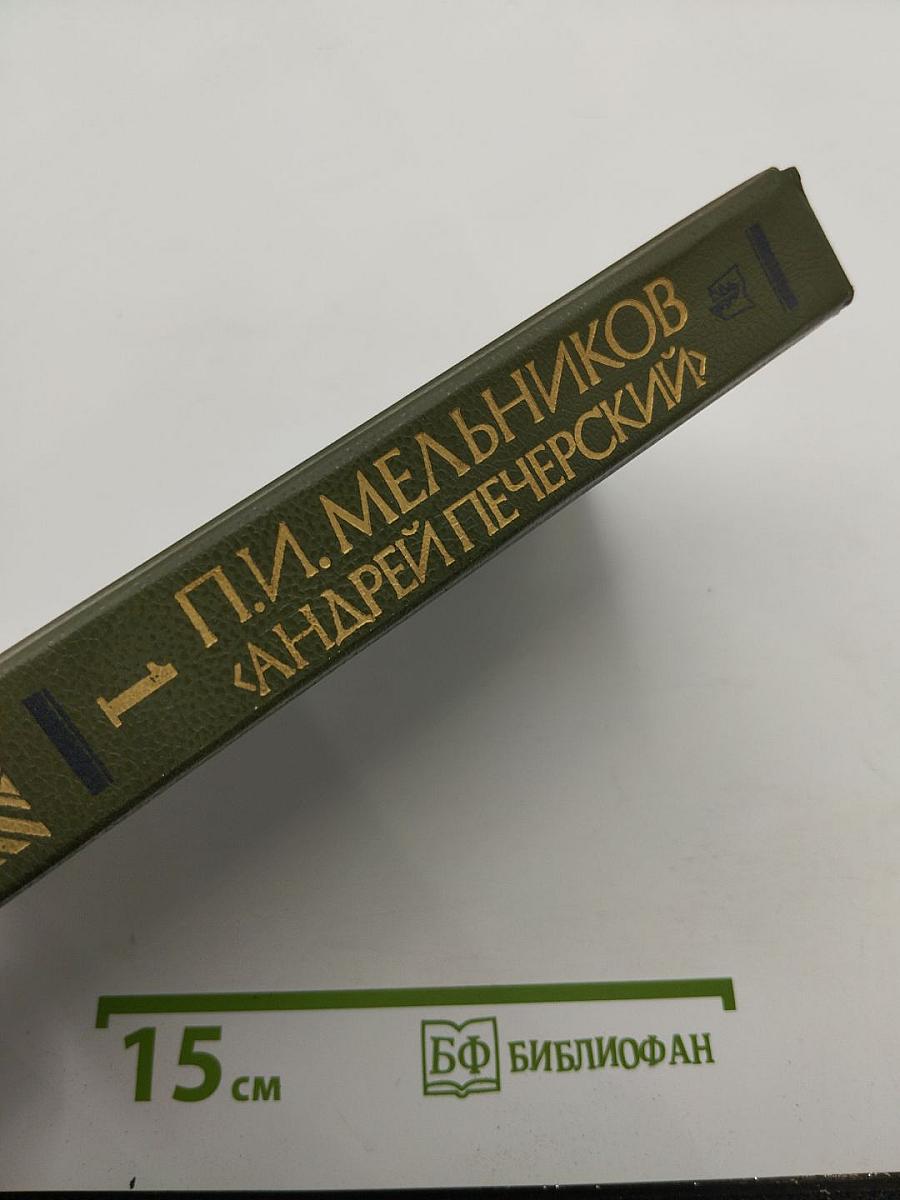 1
П.И. МЕЛЬНИКОВ
‹АНДРЕЙ ПЕЧЕРСКИЙ›
15 см
БФ БИБЛИОФАН